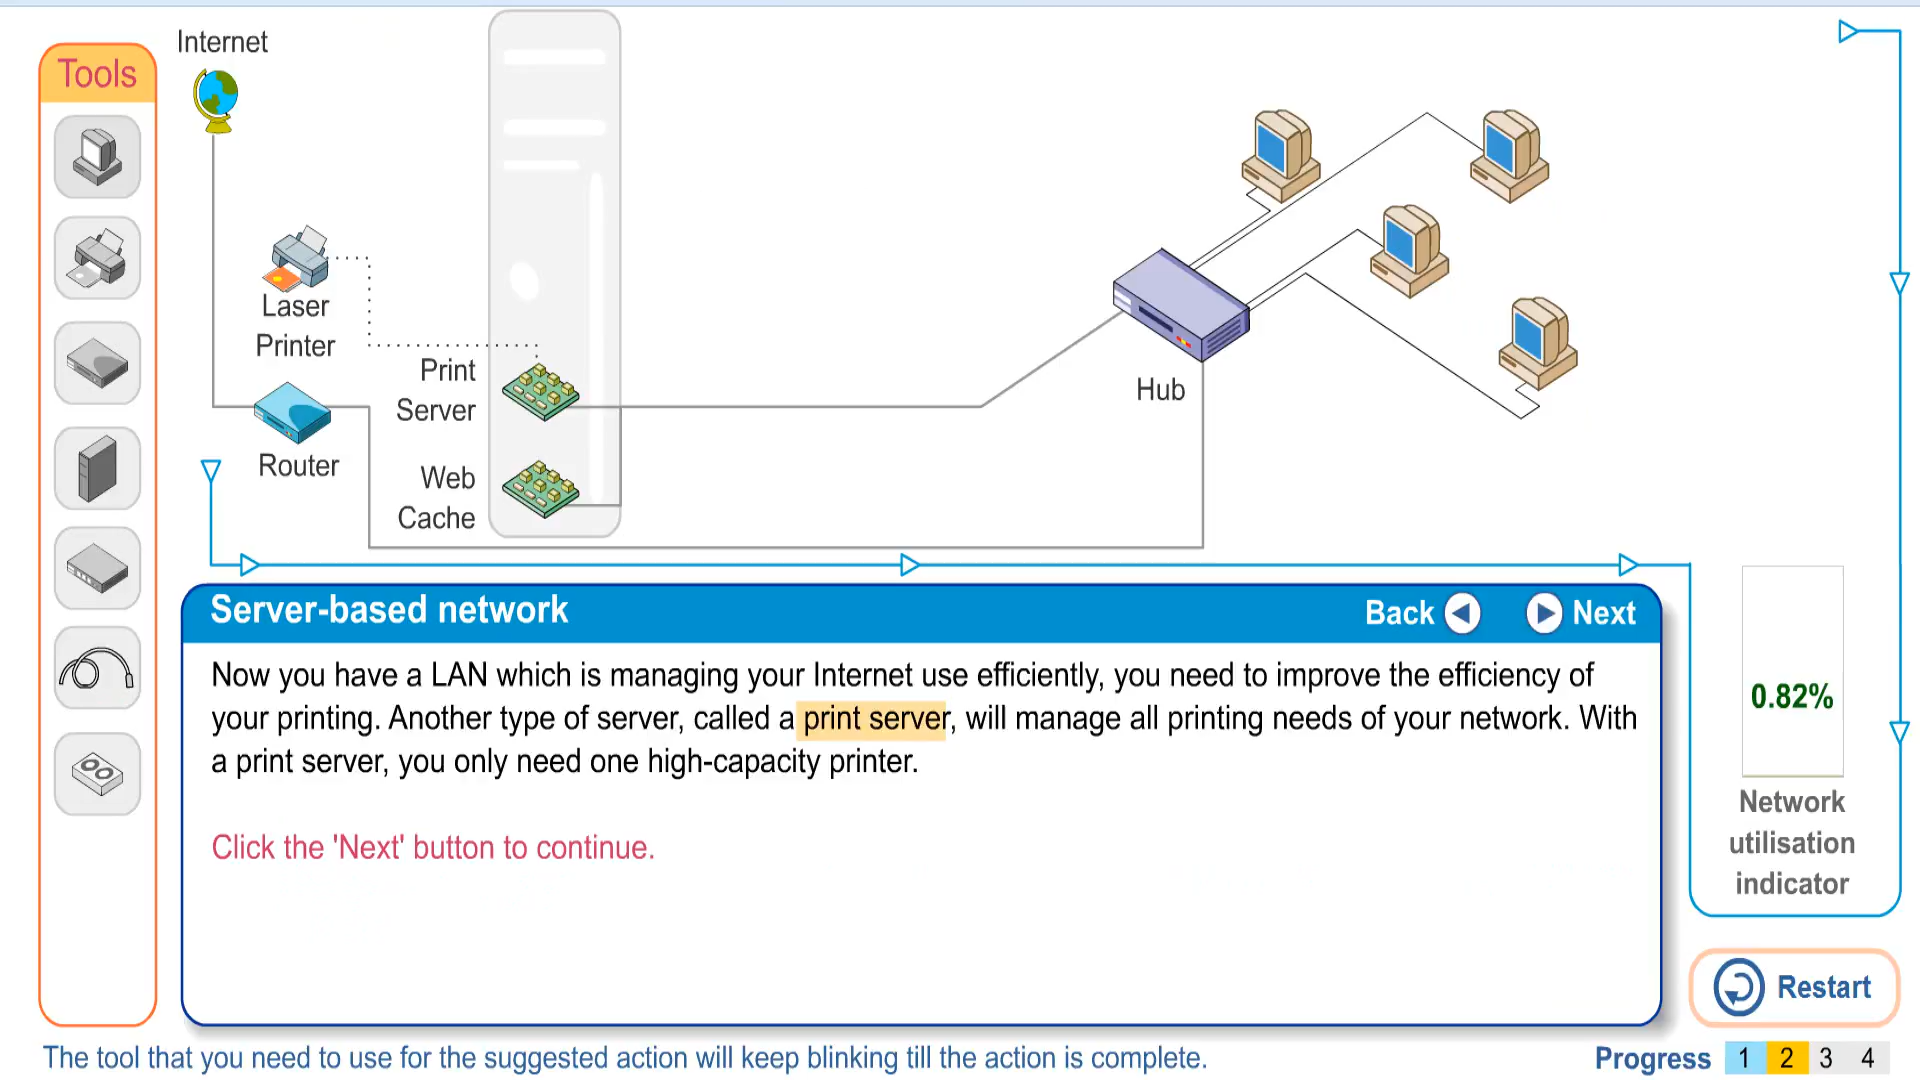 Internet
Tools
Laser
Printer
Print
Server
Hub
Router
Web
Cache
Server-based network
Back
Next
Now you have a LAN which is managing your Internet use efficiently, you need to improve the efficiency of
your printing. Another type of server, called a print server, will manage all printing needs of your network. With
a print server, you only need one high-capacity printer.
Click the 'Next' button to continue.
0.82%
Network
utilisation
indicator
Restart
The tool that you need to use for the suggested action will keep blinking till the action is complete.
Progress 1 2 3 4